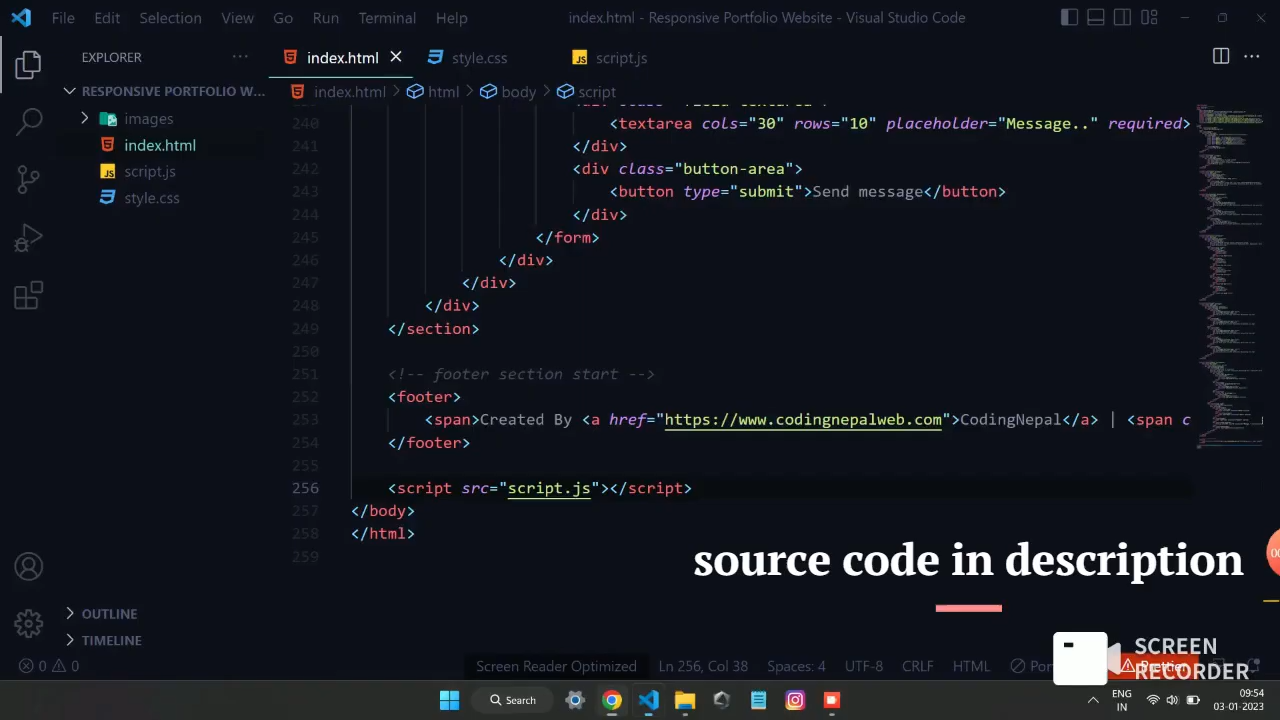 File Edit Selection View Go Run Terminal Help index.html - Responsive Portfolio Website - Visual Studio Code
EXPLORER
index.html
style.css
JS script.js
RESPONSIVE PORTFOLIO W...
index.html > html > body > script
images
index.html
JS script.js
style.css
240 <textarea cols="30" rows="10" placeholder="Message.." required>
241 </div>
242 <div class="button-area">
243 <button type="submit">Send message</button>
244 </div>
245 </form>
246 </div>
247 </div>
248 </div>
249 </section>
250
251 <!-- footer section start -->
252 <footer>
253 <span>Created By <a href="https://www.codingnepalweb.com">CodingNepal</a> | <span c
254 </footer>
255
256 <script src="script.js"></script>
257 </body>
258 </html>
259
source code in description
OUTLINE
TIMELINE
SCREEN
RECORDER
0 0 Screen Reader Optimized Ln 256, Col 38 Spaces: 4 UTF-8 CRLF HTML Prettier
Search
ENG
IN
09:54
03-01-2023